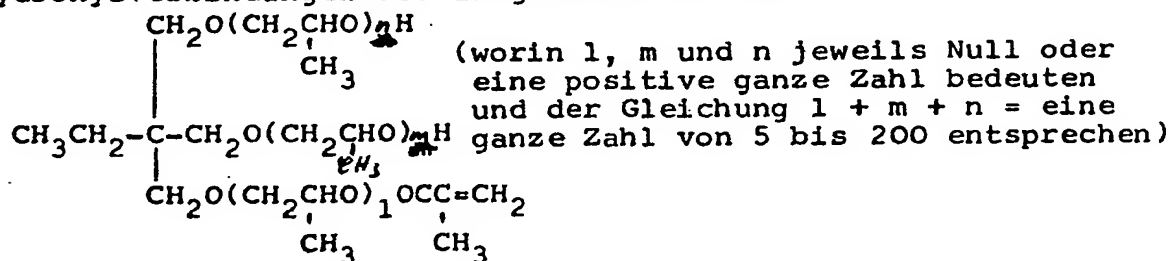 CH₂O(CH₂CHO)nH
CH₃
(worin l, m und n jeweils Null oder
eine positive ganze Zahl bedeuten
und der Gleichung l + m + n = eine
CH₃CH₂-C-CH₂O(CH₂CHO)mH ganze Zahl von 5 bis 200 entsprechen)
CH₃
CH₂O(CH₂CHO)₁OCC=CH₂
CH₃ CH₃